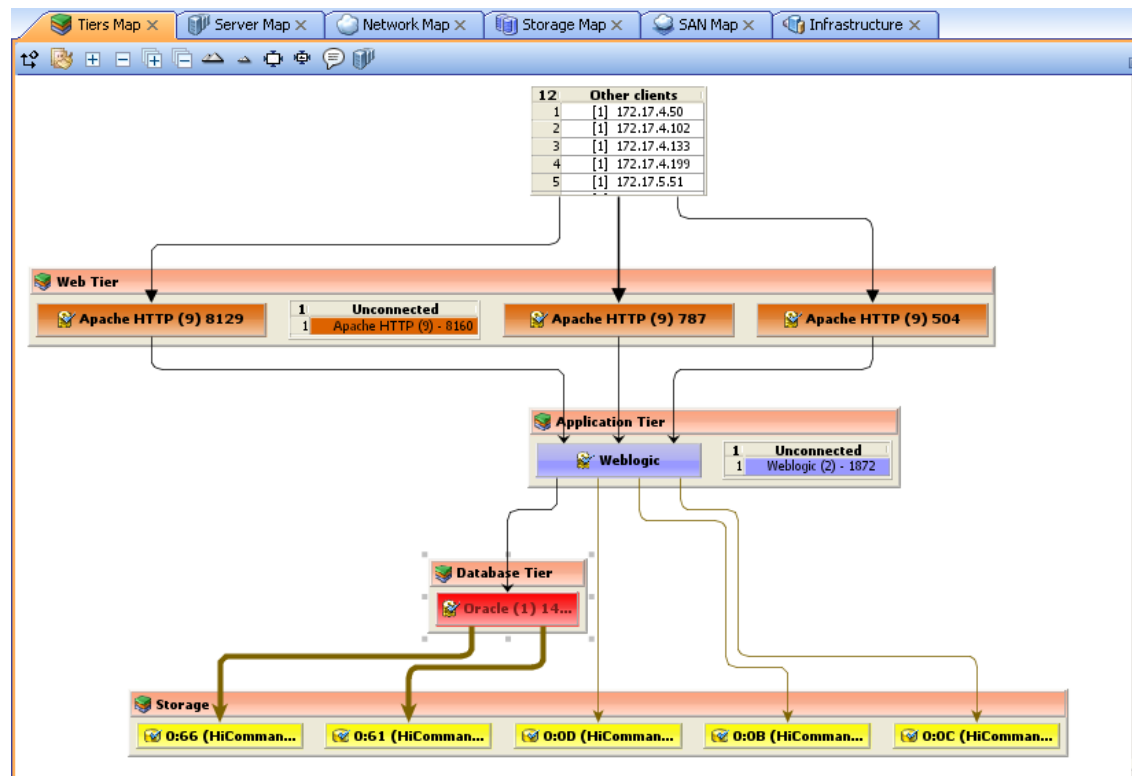 Tiers Map Server Map Network Map Storage Map SAN Map Infrastructure
12 Other clients
1 [1] 172.17.4.50
2 [1] 172.17.4.102
3 [1] 172.17.4.133
4 [1] 172.17.4.199
5 [1] 172.17.5.51
Web Tier
Apache HTTP (9) 8129
1 Unconnected
1 Apache HTTP (9) - 8160
Apache HTTP (9) 787
Apache HTTP (9) 504
Application Tier
Weblogic
1 Unconnected
1 Weblogic (2) - 1872
Database Tier
Oracle (1) 14...
Storage
0:66 (HiComman...
0:61 (HiComman...
0:0D (HiComman...
0:0B (HiComman...
0:0C (HiComman...